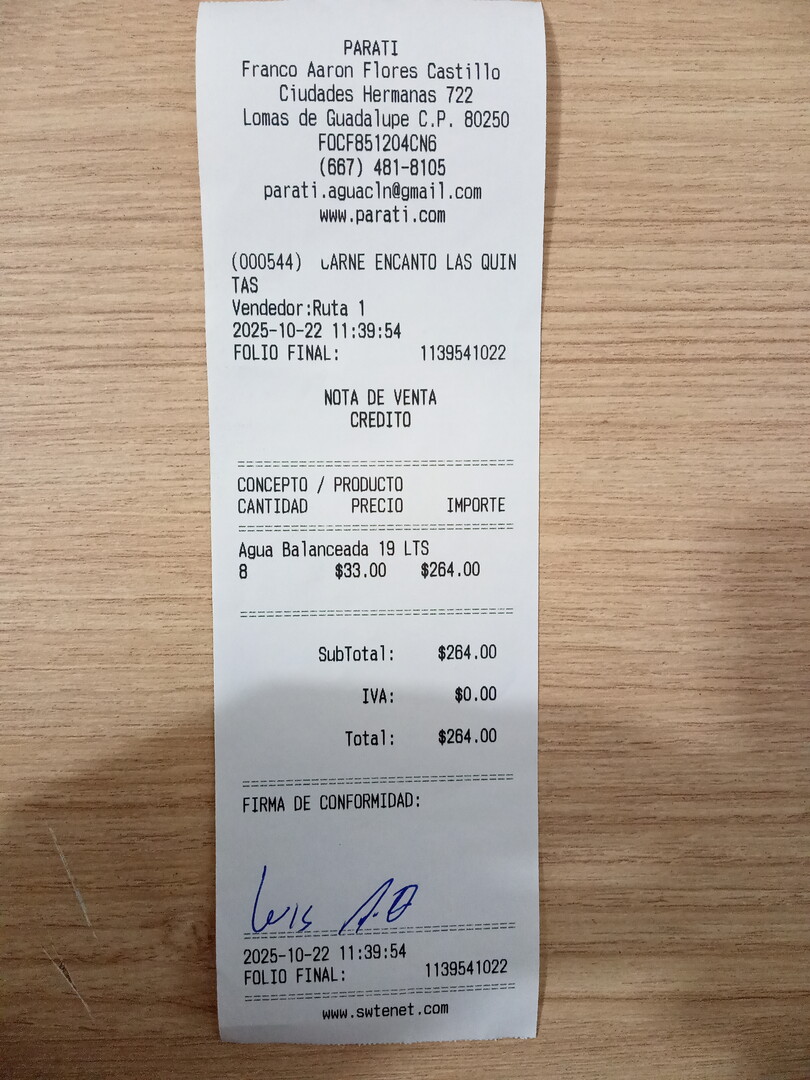 PARATI
Franco Aaron Flores Castillo
Ciudades Hermanas 722
Lomas de Guadalupe C.P. 80250
FOCF851204CN6
(667) 481-8105
parati.aguacln@gmail.com
www.parati.com
(000544) CARNE ENCANTO LAS QUIN
TAS
Vendedor:Ruta 1
2025-10-22 11:39:54
FOLIO FINAL: 1139541022
NOTA DE VENTA
CREDITO
===============================
CONCEPTO / PRODUCTO
CANTIDAD PRECIO IMPORTE
===============================
Agua Balanceada 19 LTS
8 $33.00 $264.00
===============================
SubTotal: $264.00
IVA: $0.00
Total: $264.00
===============================
FIRMA DE CONFORMIDAD:
Luis A.O
===============================
2025-10-22 11:39:54
FOLIO FINAL: 1139541022
===============================
www.swtenet.com